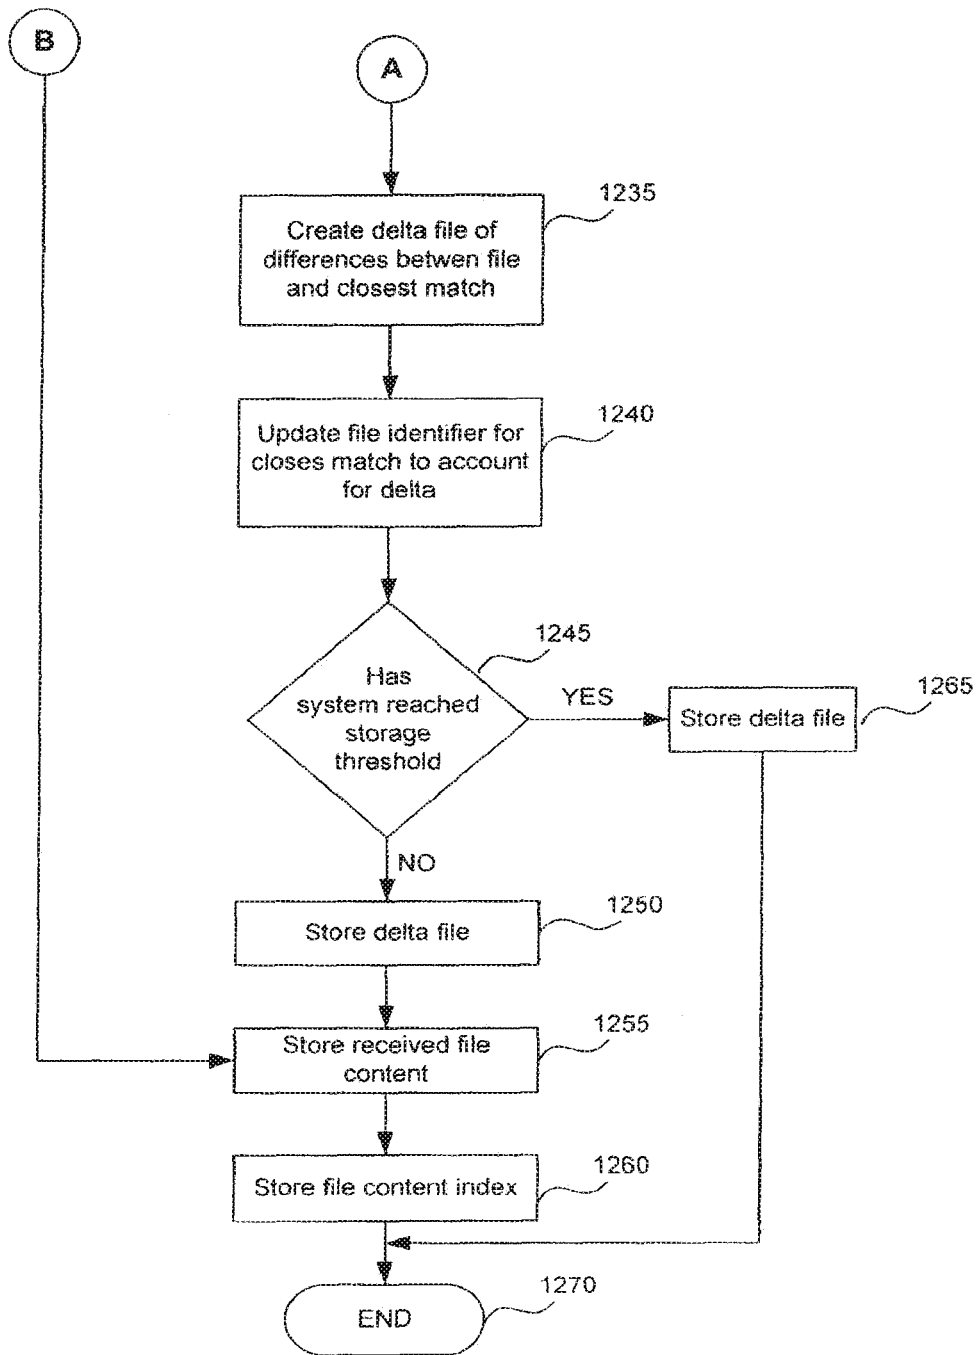 B
A
1235
Create delta file of
differences betwen file
and closest match
1240
Update file identifier for
closes match to account
for delta
1245
Has
system reached
storage
threshold
YES
1265
Store delta file
NO
1250
Store delta file
1255
Store received file
content
1260
Store file content index
1270
END